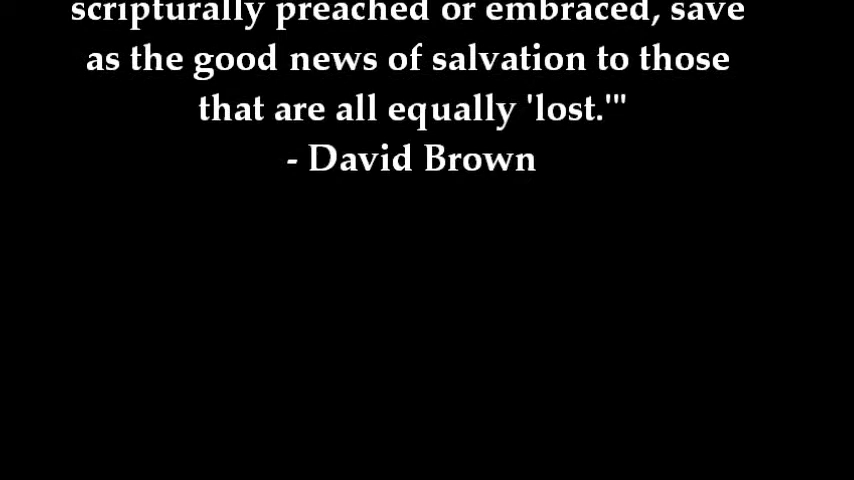 scripturally preached or embraced, save
as the good news of salvation to those
that are all equally 'lost.'"
- David Brown